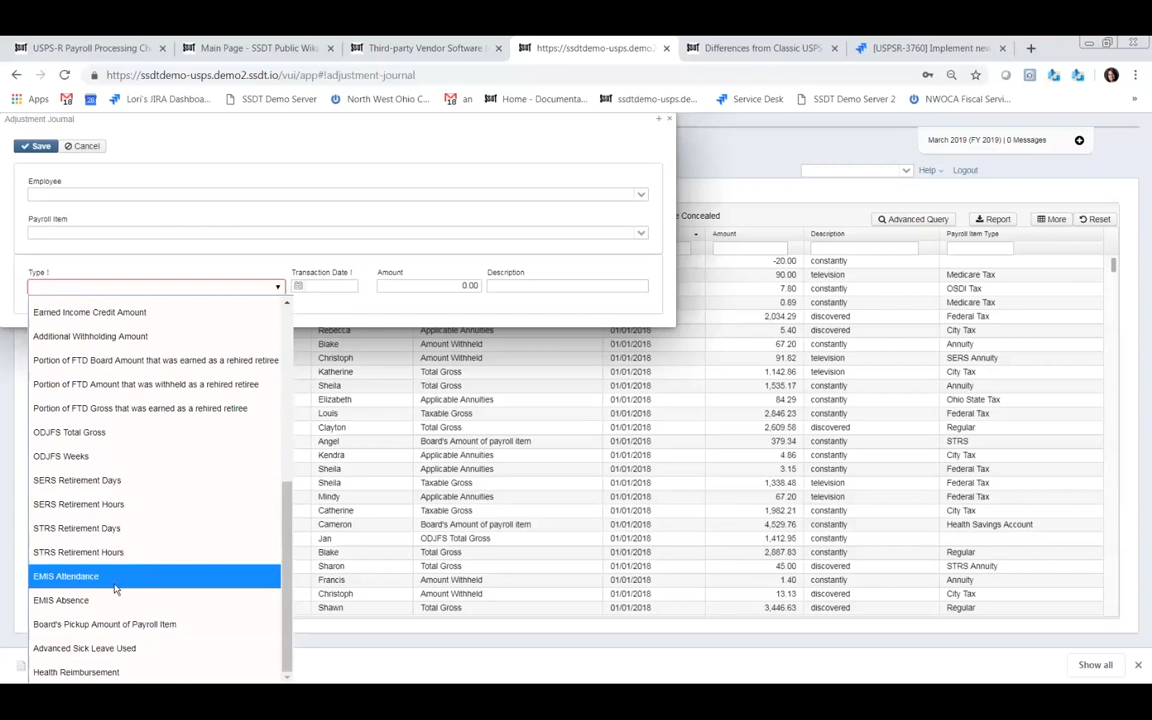 USPS-R Payroll Processing Ch
Main Page - SSDT Public Wiki
Third-party Vendor Software I
https://ssdtdemo-usps.demo2.
Differences from Classic USPS
[USPSR-3760] Implement new
https://ssdtdemo-usps.demo2.ssdt.io/vui/app#!adjustment-journal
Apps
Lori's JIRA Dashboa...
SSDT Demo Server
North West Ohio C...
an
Home - Documenta...
ssdtdemo-usps.de...
Service Desk
SSDT Demo Server 2
NWOCA Fiscal Serv...
Adjustment Journal
March 2019 (FY 2019) | 0 Messages
Save
Cancel
Help
Logout
Employee
Payroll Item
e Concealed
Advanced Query
Report
More
Reset
Amount
Description
Payroll Item Type
Type !
Transaction Date !
Amount
Description
0.00
Earned Income Credit Amount
Additional Withholding Amount
Portion of FTD Board Amount that was earned as a rehired retiree
Portion of FTD Amount that was withheld as a rehired retiree
Portion of FTD Gross that was earned as a rehired retiree
ODJFS Total Gross
ODJFS Weeks
SERS Retirement Days
SERS Retirement Hours
STRS Retirement Days
STRS Retirement Hours
EMIS Attendance
EMIS Absence
Board's Pickup Amount of Payroll Item
Advanced Sick Leave Used
Health Reimbursement
-20.00 constantly
90.00 television Medicare Tax
7.80 constantly OSDI Tax
0.89 constantly Medicare Tax
2,034.29 discovered Federal Tax
Rebecca Applicable Annuities 01/01/2018 5.40 discovered City Tax
Blake Amount Withheld 01/01/2018 67.20 constantly Annuity
Christoph Amount Withheld 01/01/2018 91.82 television SERS Annuity
Katherine Total Gross 01/01/2018 1,142.86 television City Tax
Sheila Total Gross 01/01/2018 1,535.17 constantly Annuity
Elizabeth Applicable Annuities 01/01/2018 84.29 constantly Ohio State Tax
Louis Taxable Gross 01/01/2018 2,846.23 constantly Federal Tax
Clayton Total Gross 01/01/2018 2,609.58 constantly Regular
Angel Board's Amount of payroll item 01/01/2018 379.34 constantly STRS
Kendra Applicable Annuities 01/01/2018 4.86 constantly City Tax
Sheila Applicable Annuities 01/01/2018 3.15 constantly Federal Tax
Sheila Taxable Gross 01/01/2018 1,338.48 television Federal Tax
Mindy Applicable Annuities 01/01/2018 67.20 television Federal Tax
Catherine Taxable Gross 01/01/2018 1,982.21 constantly City Tax
Cameron Board's Amount of payroll item 01/01/2018 4,529.76 constantly Health Savings Account
Jan ODJFS Total Gross 01/01/2018 1,412.95 constantly
Blake Total Gross 01/01/2018 2,887.83 constantly Regular
Sharon Total Gross 01/01/2018 45.00 discovered STRS Annuity
Francis Amount Withheld 01/01/2018 1.40 constantly Annuity
Christoph Amount Withheld 01/01/2018 13.13 discovered City Tax
Shawn Total Gross 01/01/2018 3,446.63 discovered Regular
Show all